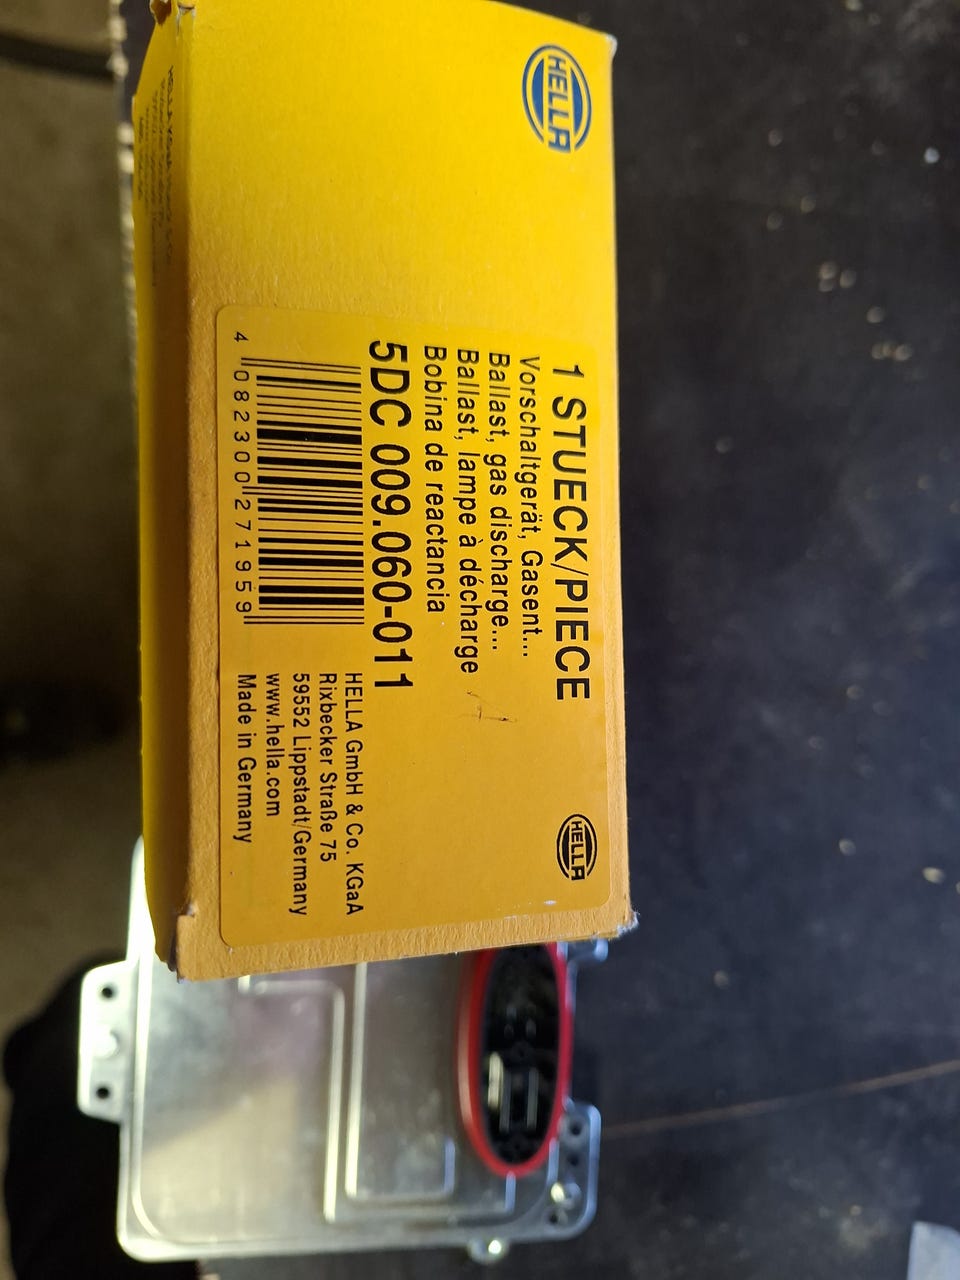 HELLA
1 STUECK/PIECE
HELLA
Vorschaltgerät, Gasent...
Ballast, gas discharge...
Ballast, lampe à décharge
Bobina de reactancia
5DC 009.060-011
4 082300 271959
HELLA GmbH & Co. KGaA
Rixbecker Straße 75
59552 Lippstadt/Germany
www.hella.com
Made in Germany